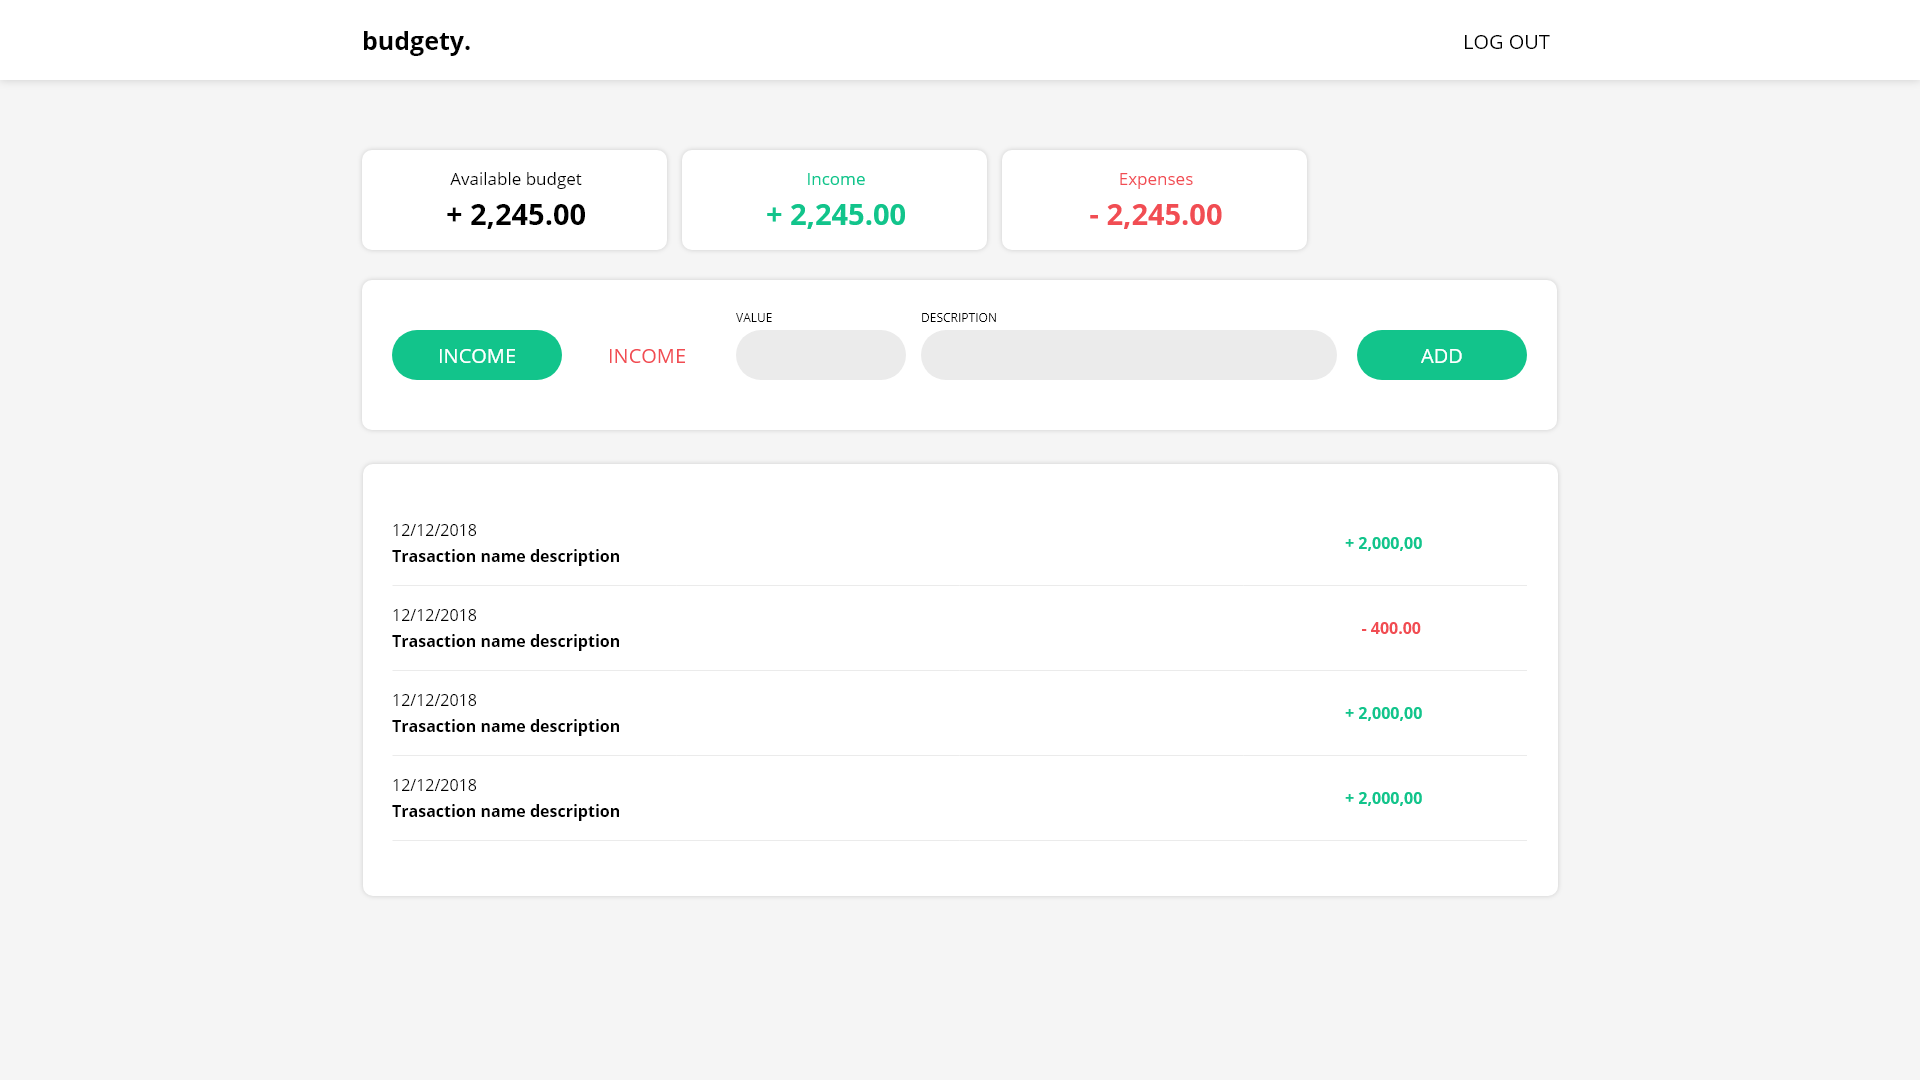 budgety.
LOG OUT
Available budget
+ 2,245.00
Income
+ 2,245.00
Expenses
- 2,245.00
INCOME
INCOME
VALUE
DESCRIPTION
ADD
12/12/2018
Trasaction name description
+ 2,000,00
12/12/2018
Trasaction name description
- 400.00
12/12/2018
Trasaction name description
+ 2,000,00
12/12/2018
Trasaction name description
+ 2,000,00